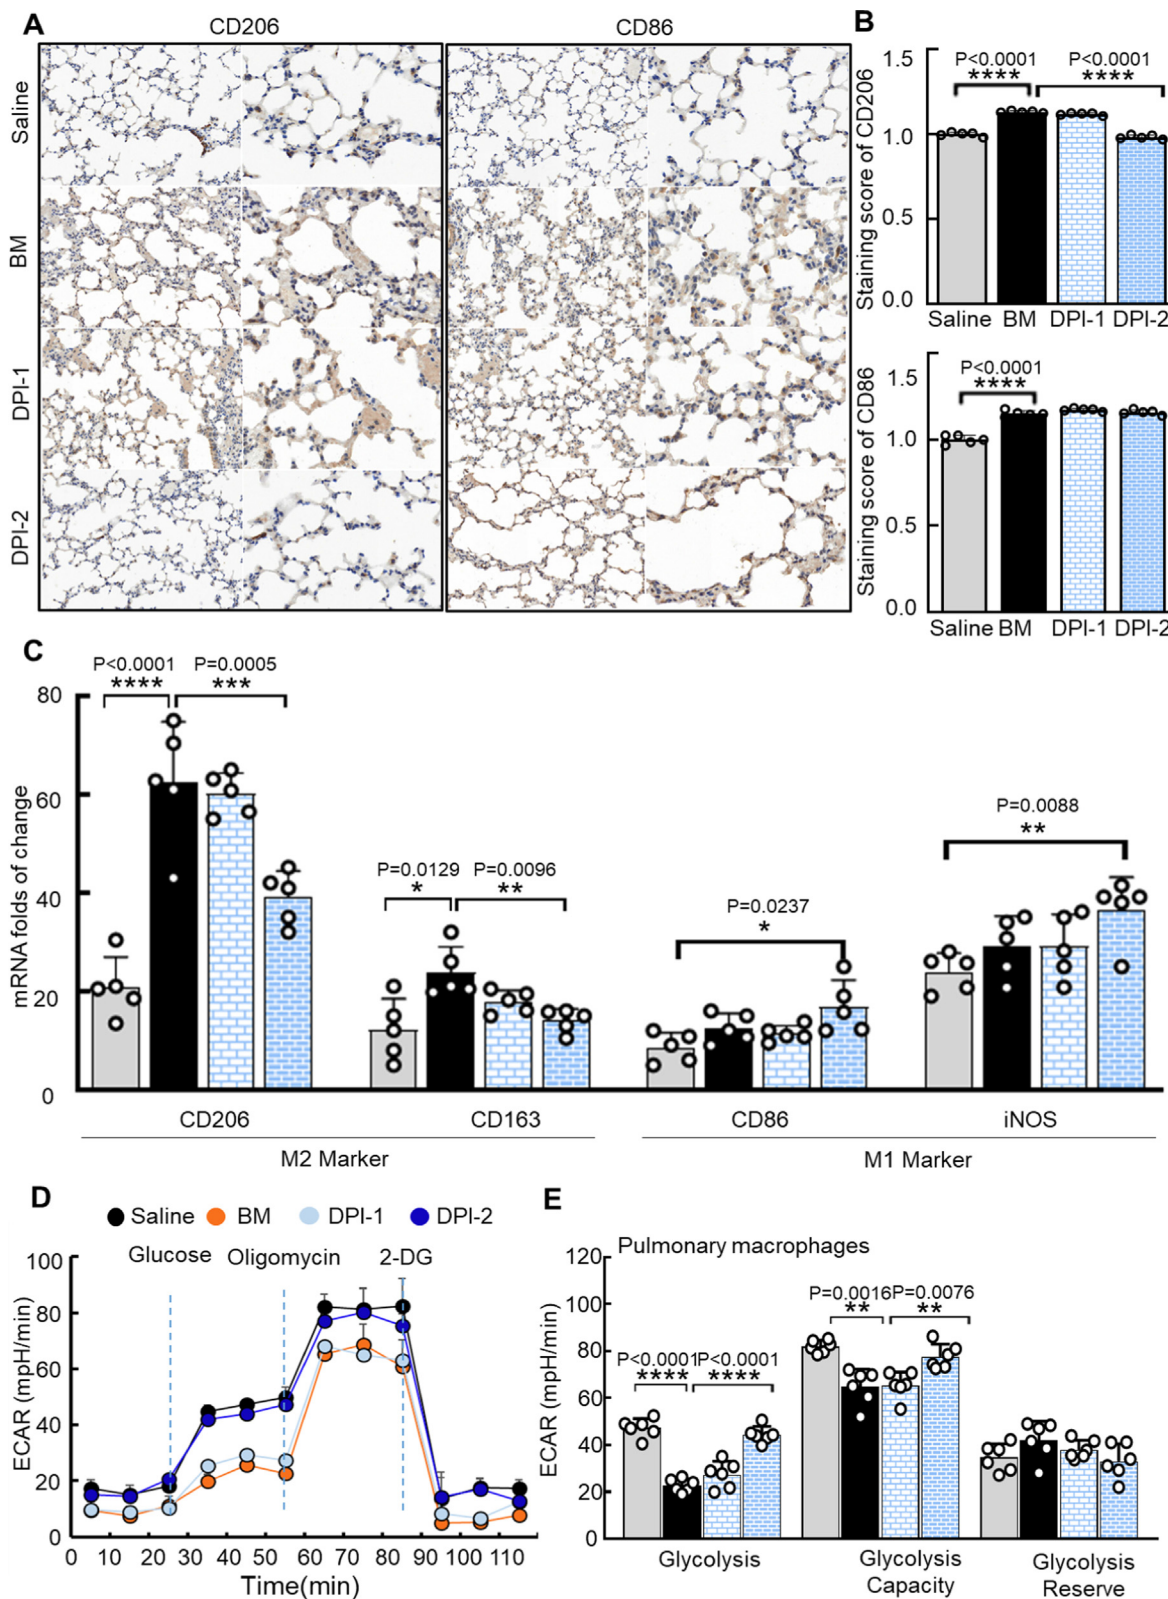 A
CD206
CD86
Saline
BM
DPI-1
DPI-2
B
Staining score of CD206
1.5
1.0
0.5
0.0
P<0.0001
****
P<0.0001
****
Saline BM DPI-1 DPI-2
Staining score of CD86
1.5
1.0
0.5
0.0
P<0.0001
****
Saline BM DPI-1 DPI-2
C
mRNA folds of change
80
60
40
20
0
P<0.0001
****
P=0.0005
***
P=0.0129
*
P=0.0096
**
P=0.0237
*
P=0.0088
**
CD206
CD163
CD86
iNOS
M2 Marker
M1 Marker
D
Saline BM DPI-1 DPI-2
Glucose Oligomycin 2-DG
ECAR (mpH/min)
100
80
60
40
20
0
0 10 20 30 40 50 60 70 80 90 100 110
Time(min)
E
Pulmonary macrophages
ECAR (mpH/min)
120
100
80
60
40
20
0
P<0.0001
****
P<0.0001
****
P=0.0016
**
P=0.0076
**
Glycolysis
Glycolysis
Capacity
Glycolysis
Reserve